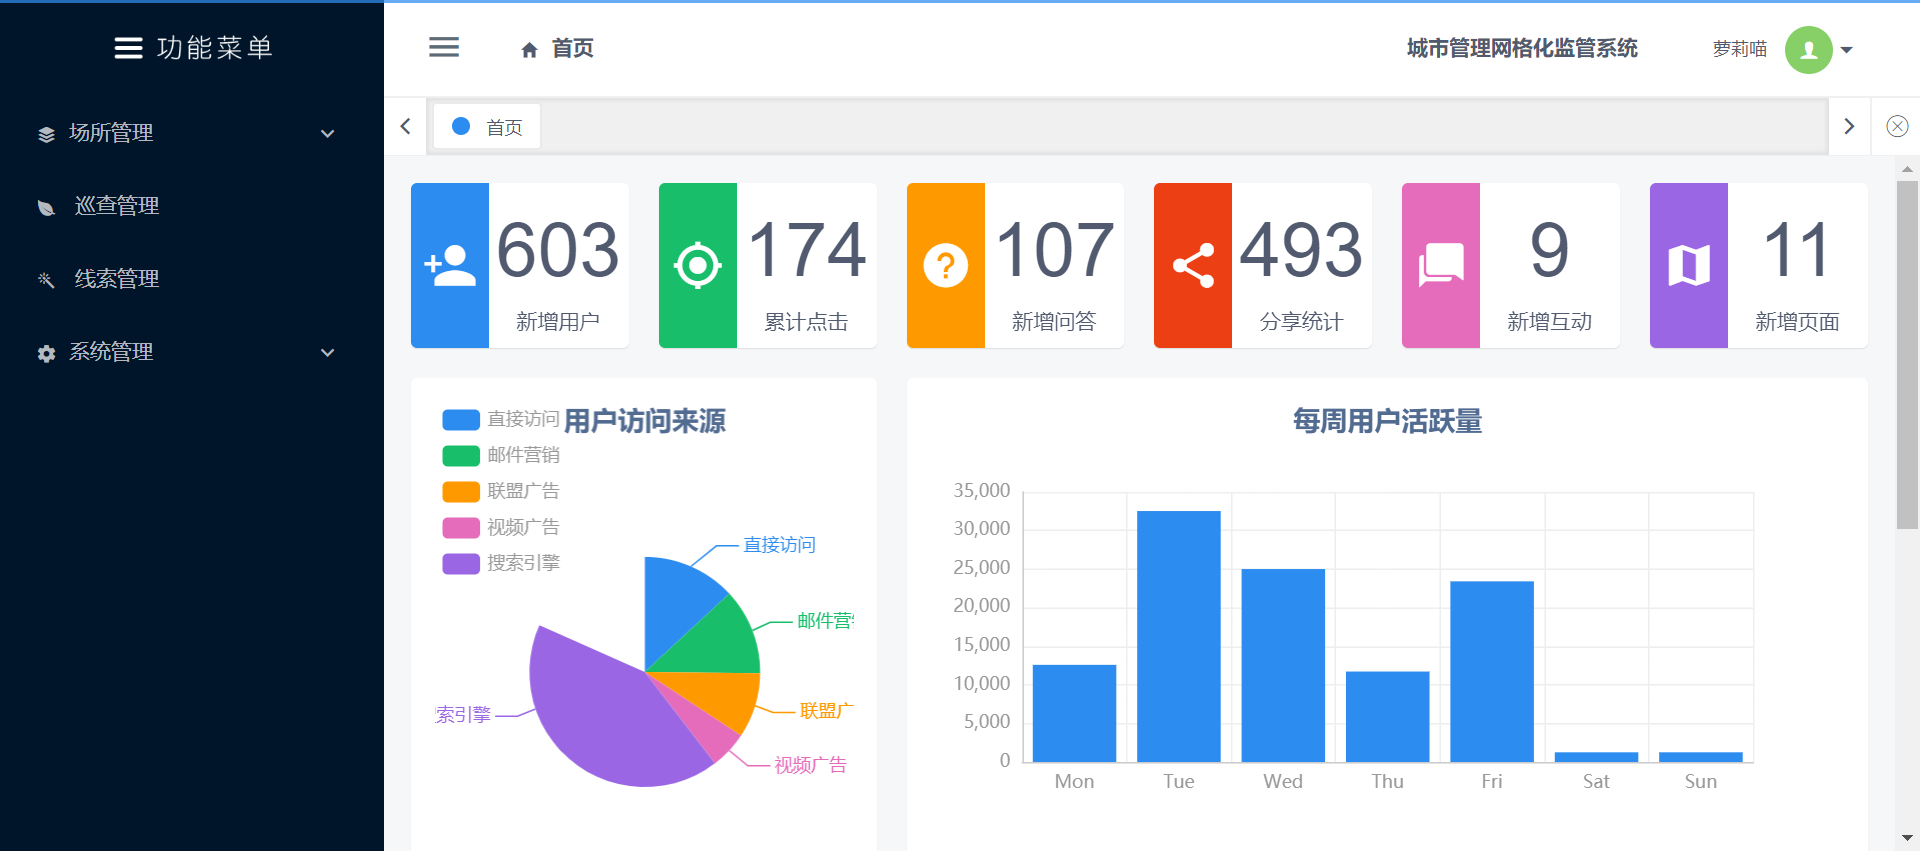 功能菜单
场所管理
巡查管理
线索管理
系统管理
首页
城市管理网格化监管系统
萝莉喵
首页
603
新增用户
174
累计点击
107
新增问答
493
分享统计
9
新增互动
11
新增页面
用户访问来源
直接访问
邮件营销
联盟广告
视频广告
搜索引擎
直接访问
邮件营
联盟广
视频广告
索引擎
每周用户活跃量
35,000
30,000
25,000
20,000
15,000
10,000
5,000
0
Mon Tue Wed Thu Fri Sat Sun